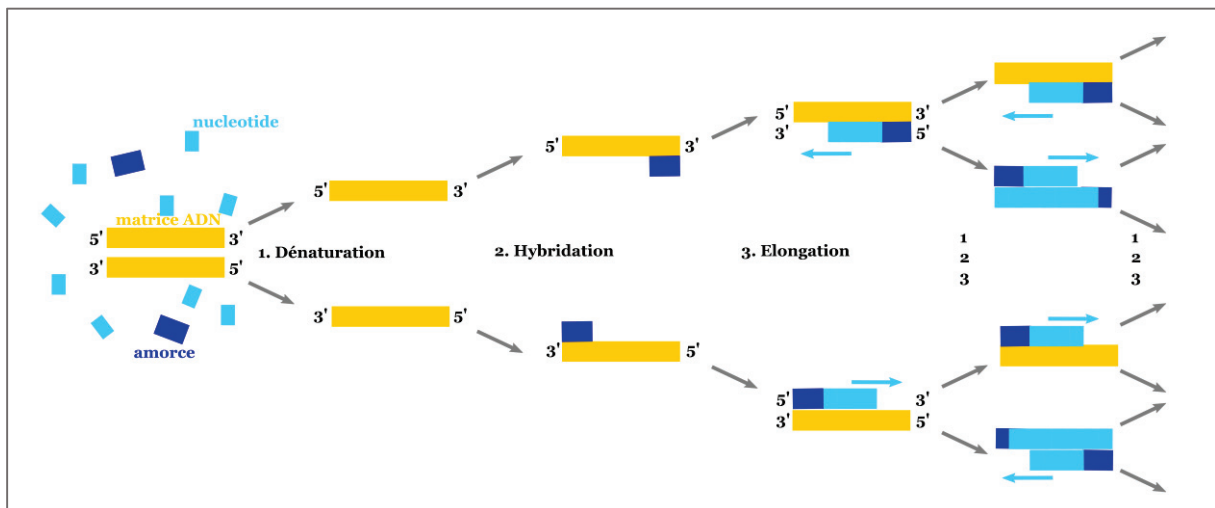 nucleotide
matrice ADN
5' 3'
3' 5'
amorce
5' 3'
1. Dénaturation
3' 5'
5' 3'
2. Hybridation
3' 5'
5' 3'
3' 5'
3. Elongation
5' 3'
3' 5'
1
2
3
1
2
3